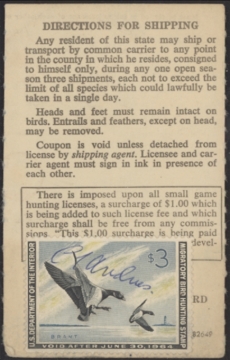 DIRECTIONS FOR SHIPPING
Any resident of this state may ship or
transport by common carrier to any point
in the county in which he resides, consigned
to himself only, during any one open sea-
son three shipments, each not to exceed the
limit of all species which could lawfully be
taken in a single day.
Heads and feet must remain intact on
birds. Entrails and feathers, except on head,
may be removed.
Coupon is void unless detached from
license by shipping agent. Licensee and car-
rier agent must sign in ink in presence of
each other.
There is imposed upon all small game
hunting licenses, a surcharge of $1.00 which
is being added to such license fee and which
surcharge shall be free from any commis-
sions. "This $1.00 surcharge is being paid
devel-
$3
U.S. DEPARTMENT OF THE INTERIOR
MIGRATORY BIRD HUNTING STAMP
VOID AFTER JUNE 30, 1964
RD